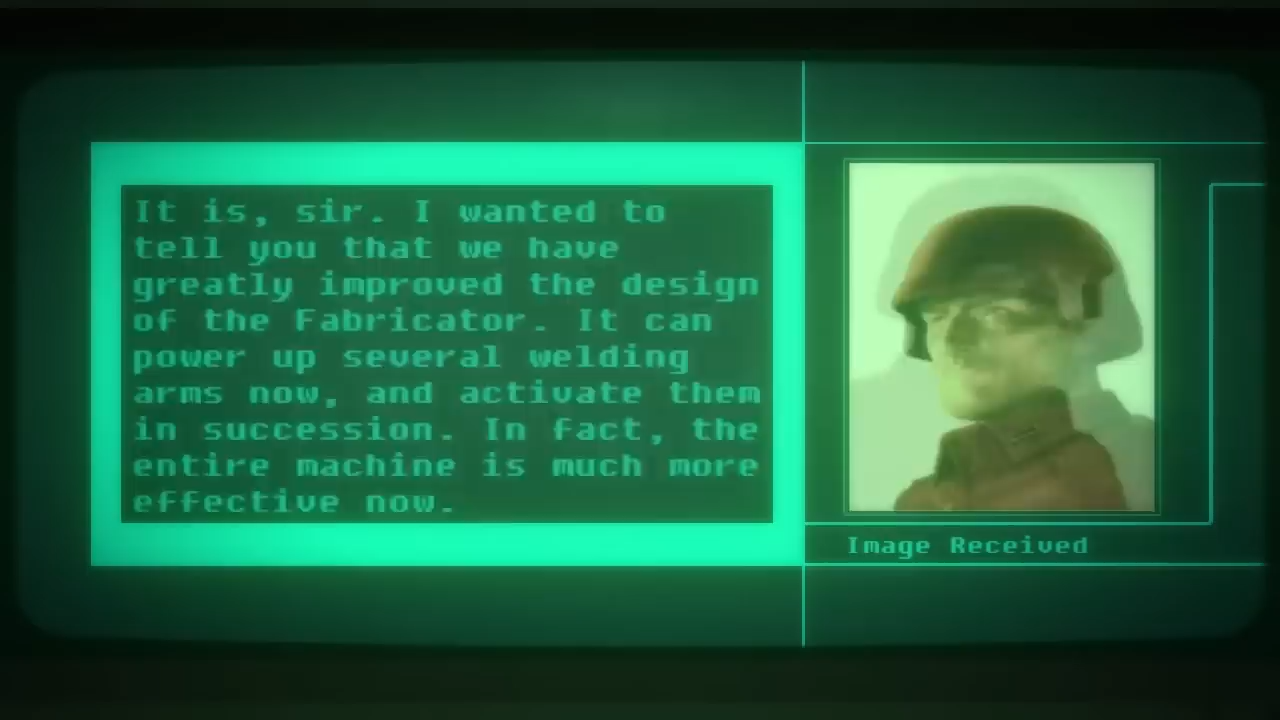 It is, sir. I wanted to
tell you that we have
greatly improved the design
of the Fabricator. It can
power up several welding
arms now, and activate them
in succession. In fact, the
entire machine is much more
effective now.
Image Received